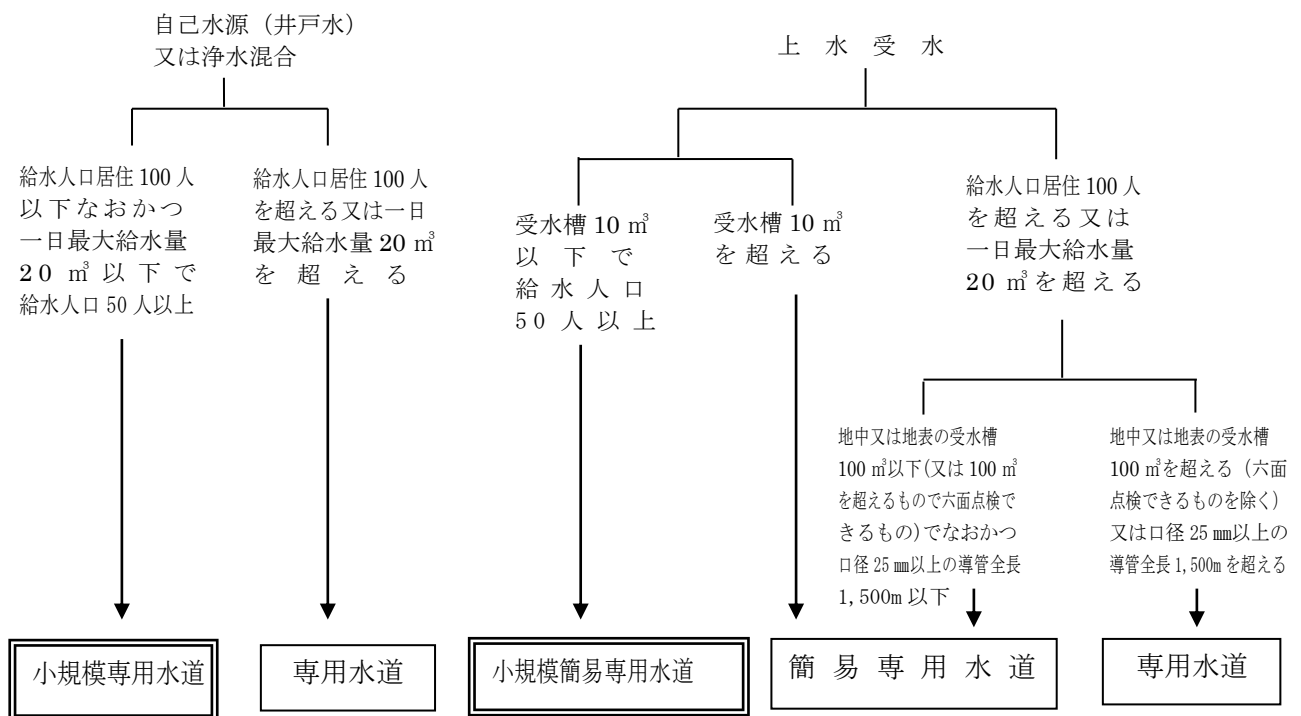 自己水源（井戸水）
又は浄水混合
上水受水
給水人口居住 100 人
以下なおかつ
一日最大給水量
20 ㎥以下で
給水人口 50 人以上
給水人口居住 100 人
を超える又は一日
最大給水量 20 ㎥
を超える
受水槽 10 ㎥
以下で
給水人口
50 人以上
受水槽 10 ㎥
を超える
給水人口居住 100 人
を超える又は
一日最大給水量
20 ㎥を超える
地中又は地表の受水槽
100 ㎥以下(又は 100 ㎥
を超えるもので六面点検で
きるもの)でなおかつ
口径 25 ㎜以上の導管全長
1,500m 以下
地中又は地表の受水槽
100 ㎥を超える（六面
点検できるものを除く）
又は口径 25 ㎜以上の
導管全長 1,500m を超える
小規模専用水道
専用水道
小規模簡易専用水道
簡易専用水道
専用水道